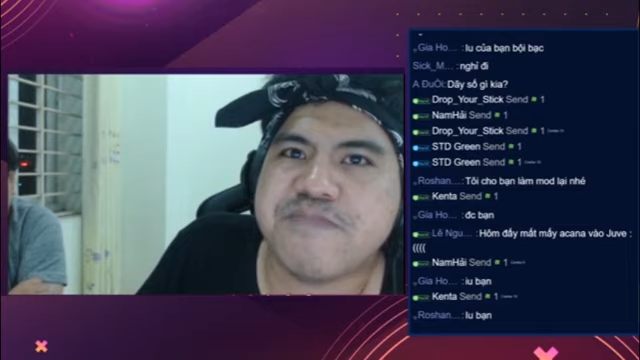 Gia Ho... : Iu của bạn bội bạc
Sick_M... : nghỉ đi
A ĐuÔi: Dãy số gì kia?
Drop_Your_Stick Send 1
NamHải Send 1
Drop_Your_Stick Send 1
STD Green Send 1
STD Green Send 1
Roshan... : Tôi cho bạn làm mod lại nhé
Kenta Send 1
Gia Ho... : đc bạn
Lê Ngu... : Hôm đấy mất mấy acana vào Juve :
((((
NamHải Send 1
Gia Ho... : iu bạn
Kenta Send 1
Roshan... : Iu bạn